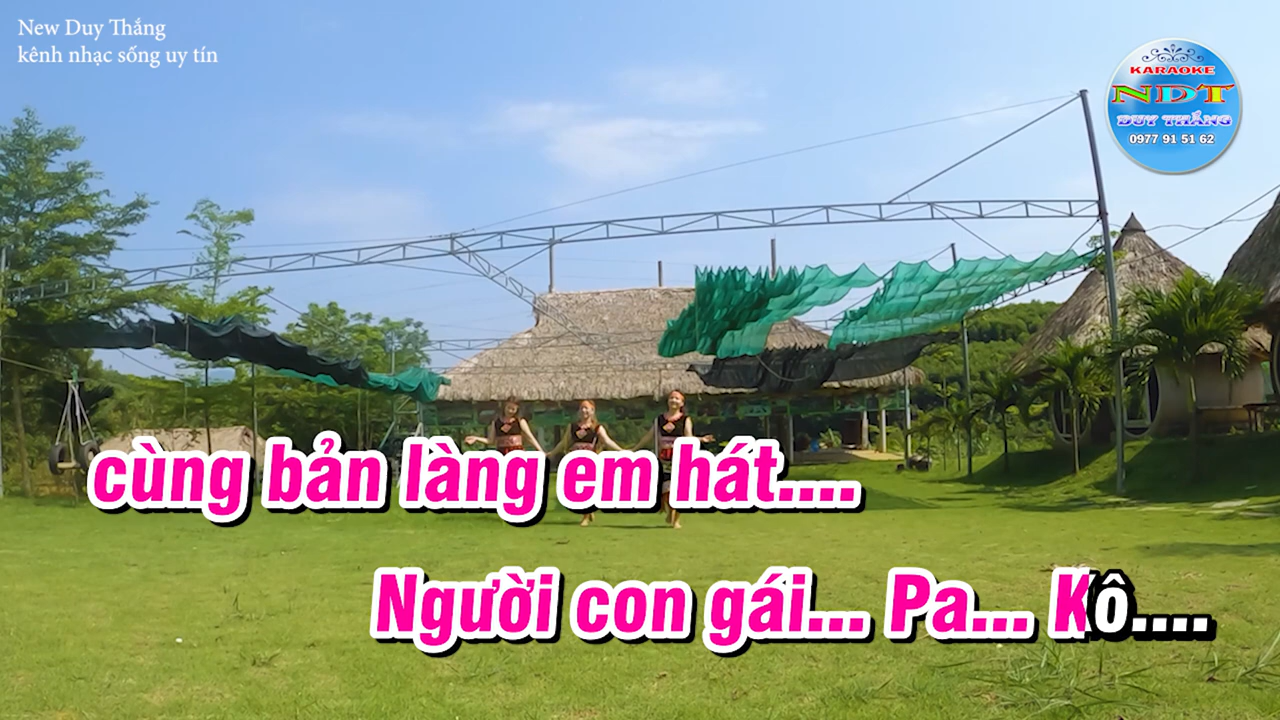 New Duy Thắng
kênh nhạc sống uy tín
KARAOKE
NDT
DUY THẮNG
0977 91 51 62
cùng bản làng em hát....
Người con gái... Pa... Kô....